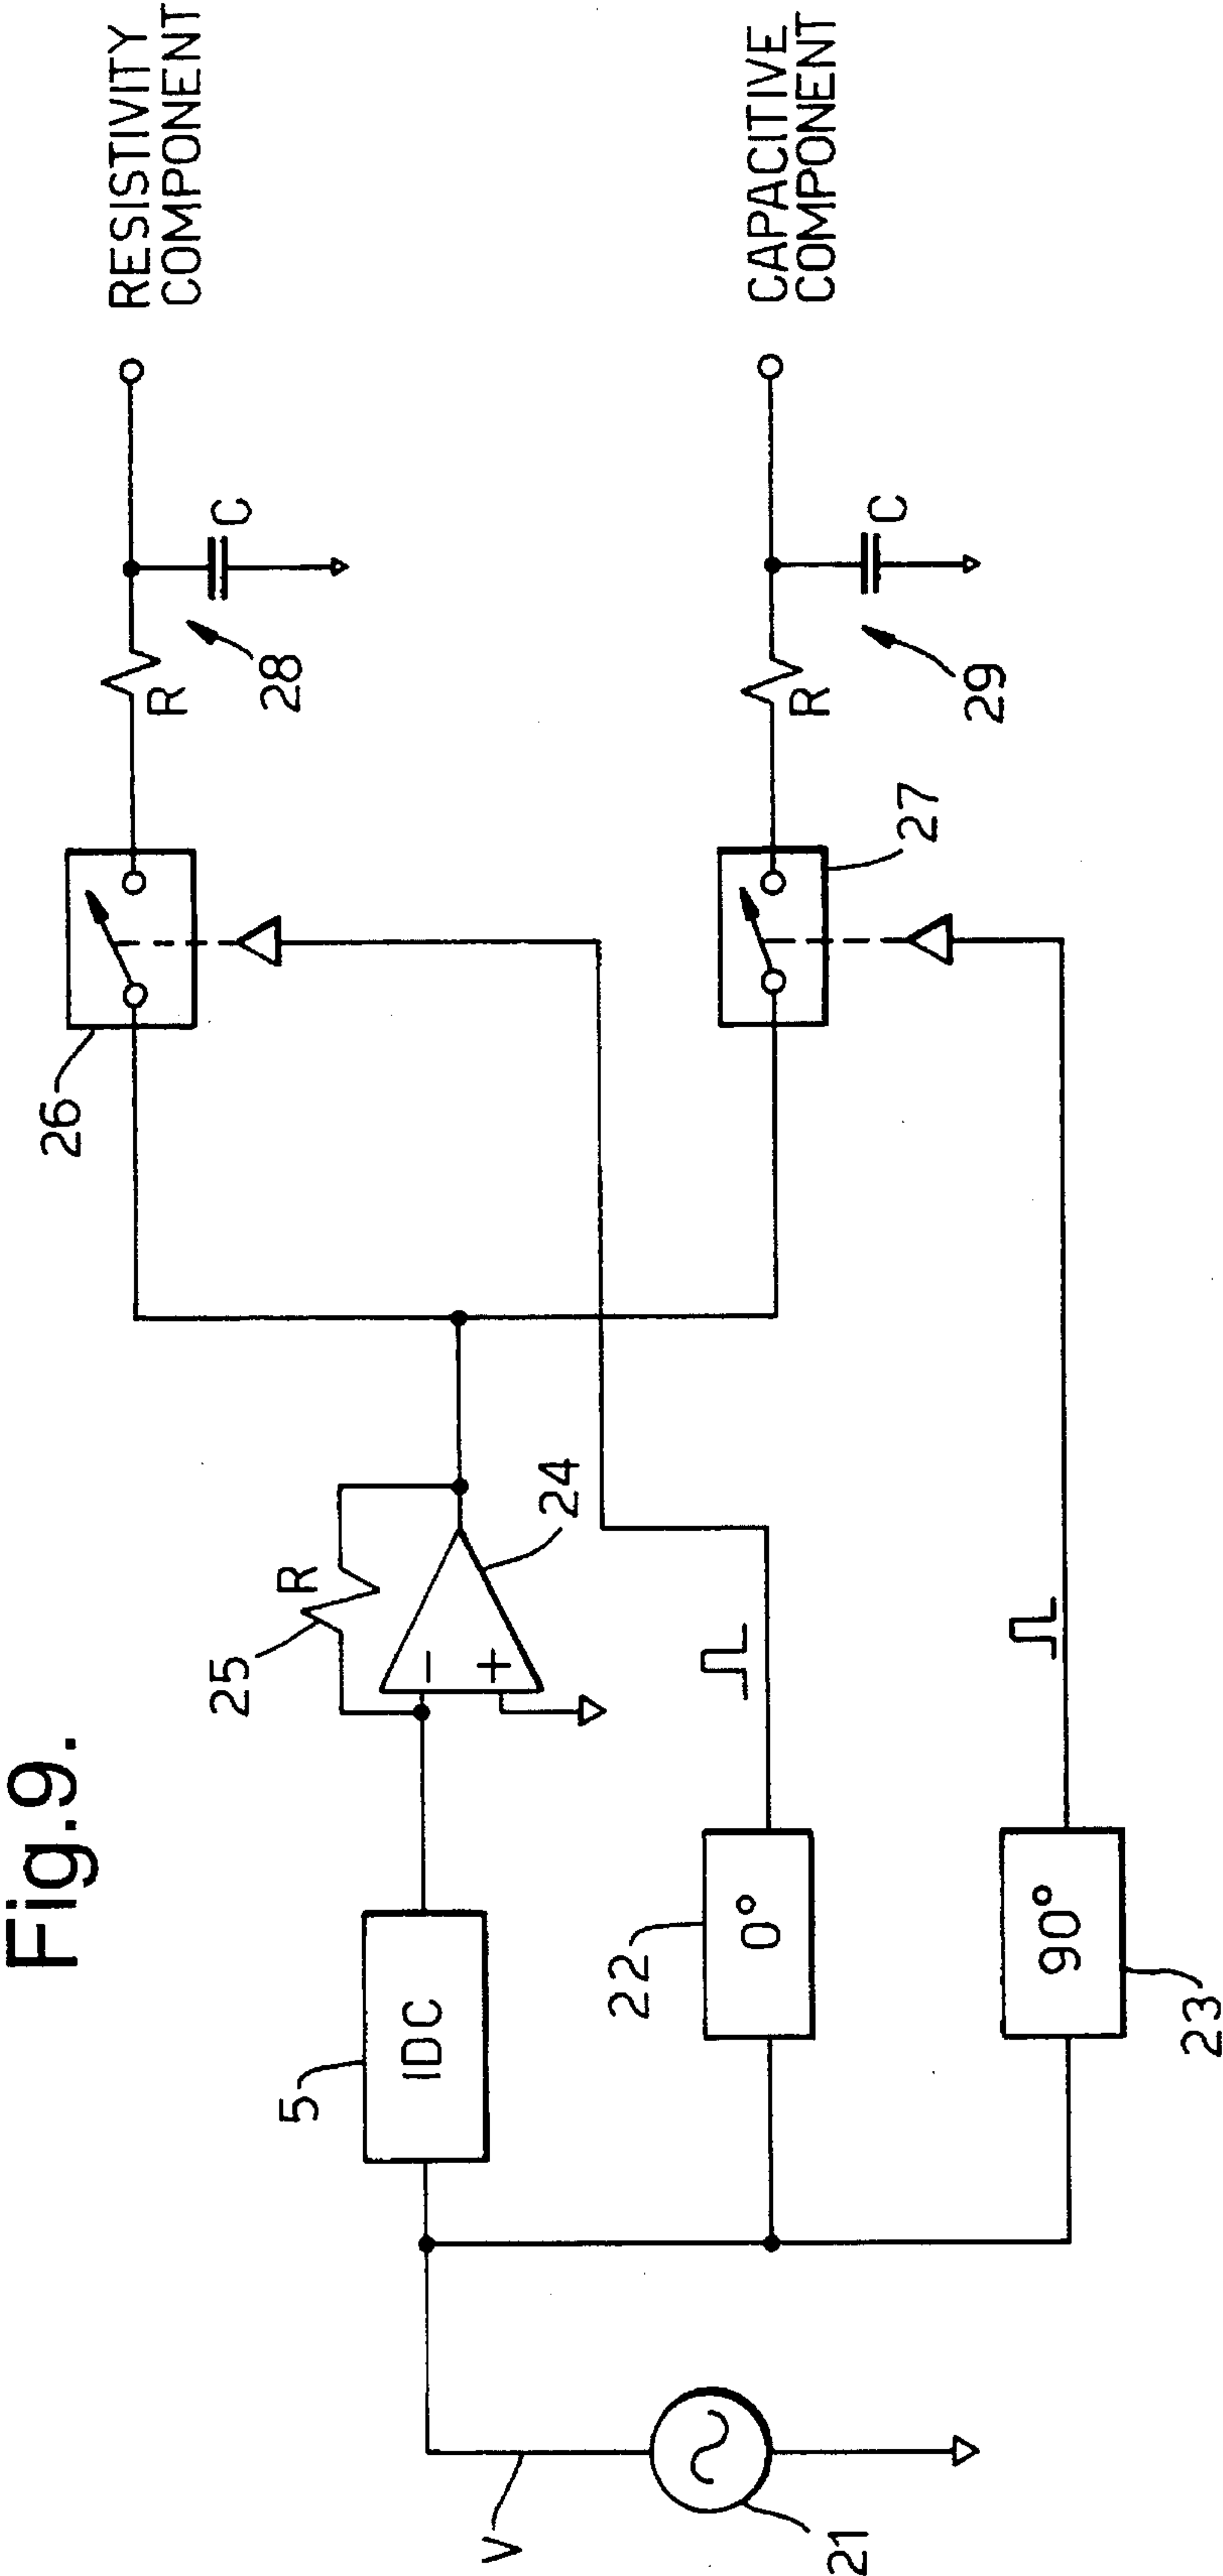 Fig.9.
26
R
28
C
RESISTIVITY
COMPONENT
25
R
5
IDC
−
+
24
V
21
22
0°
27
R
29
C
CAPACITIVE
COMPONENT
90°
23